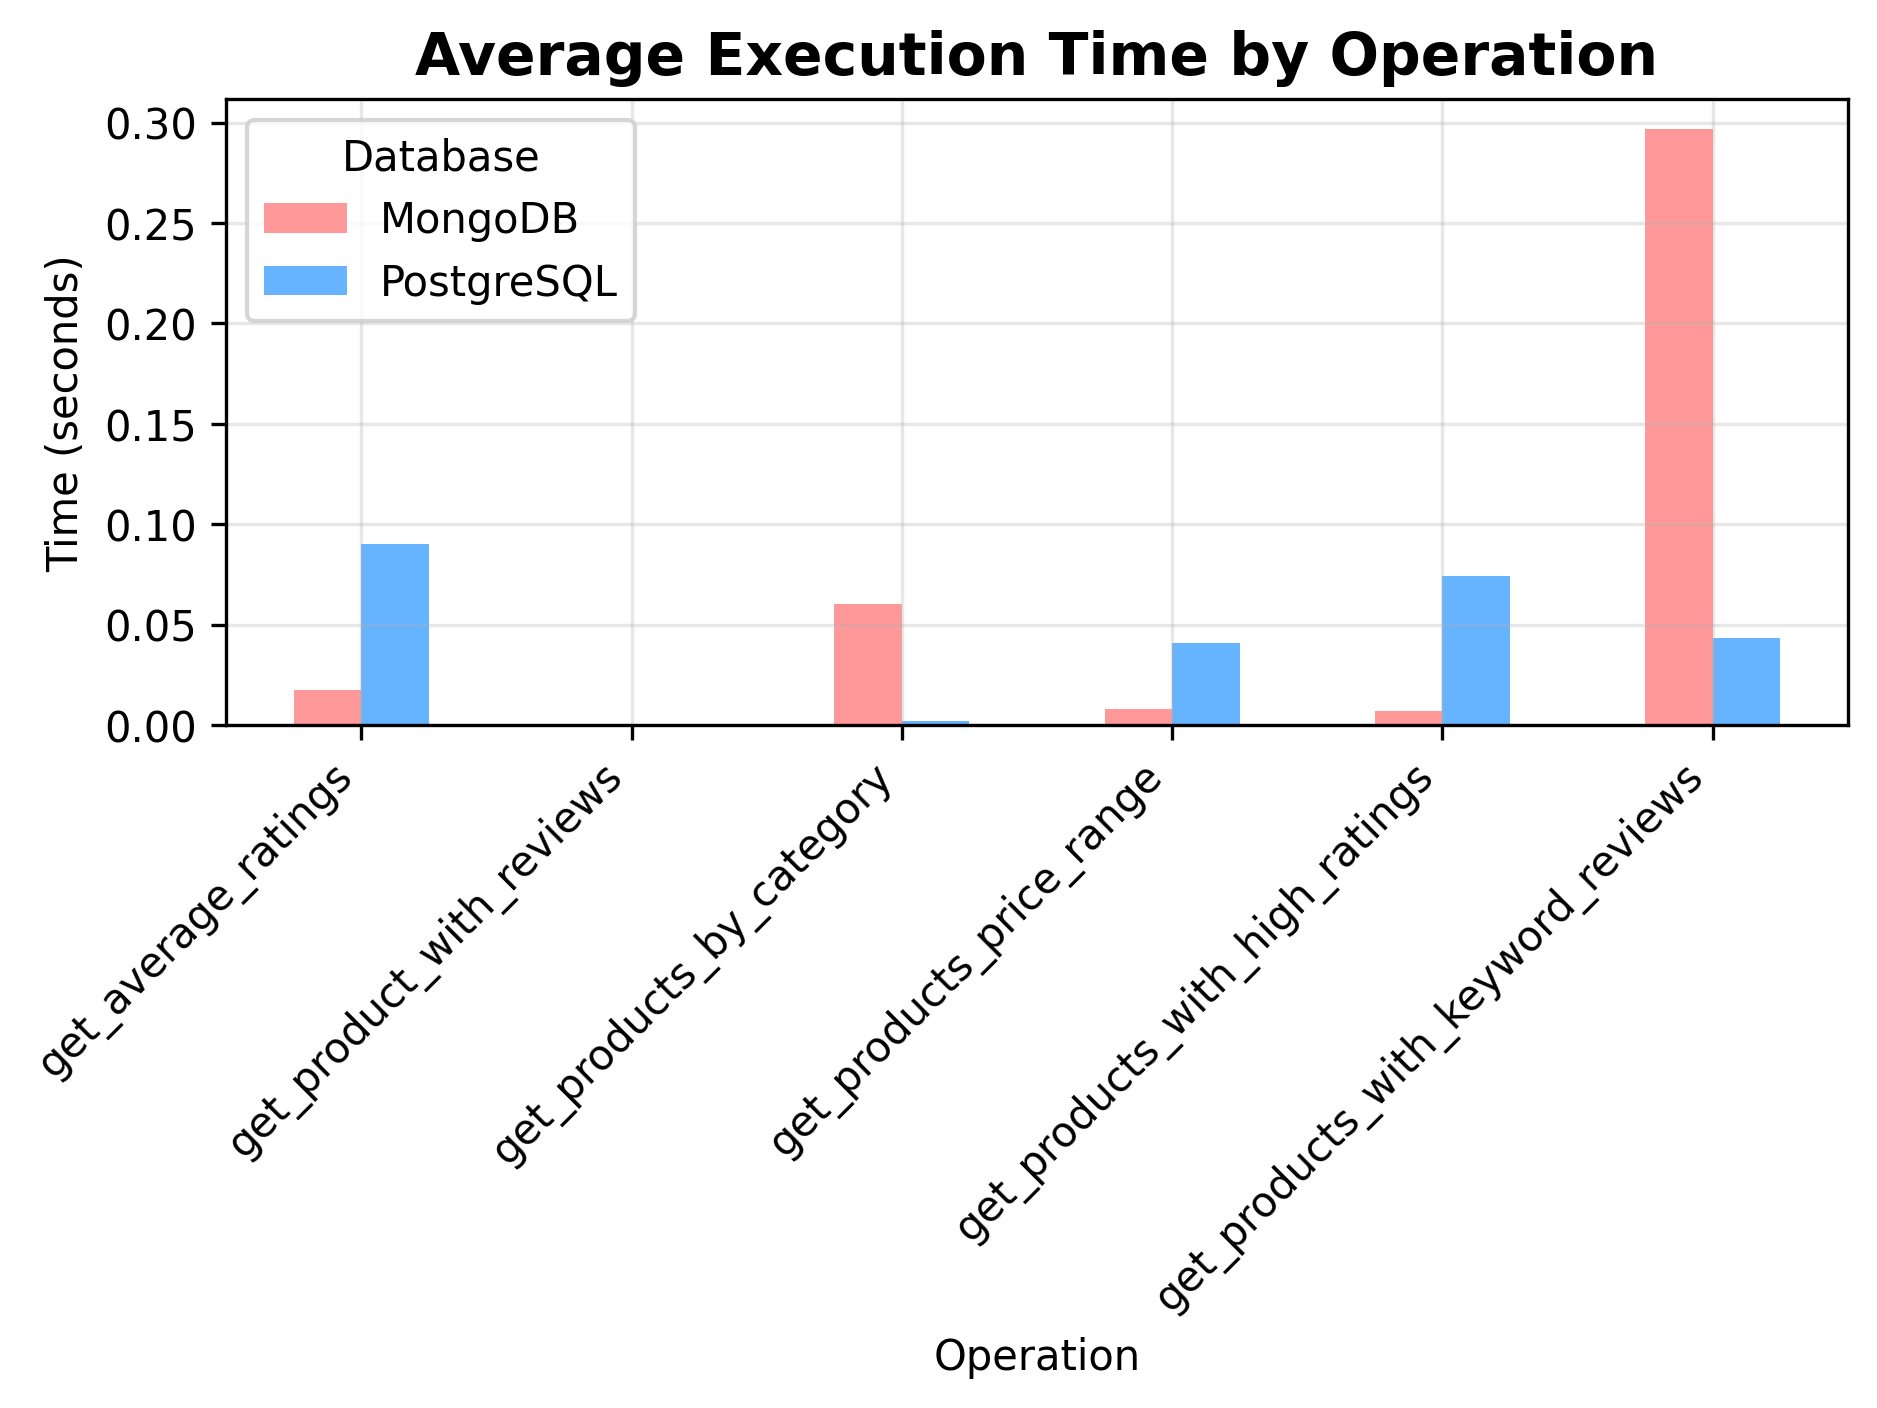 Average Execution Time by Operation
Database
MongoDB
PostgreSQL
Time (seconds)
0.30
0.25
0.20
0.15
0.10
0.05
0.00
get_average_ratings
get_product_with_reviews
get_products_by_category
get_products_price_range
get_products_with_high_ratings
get_products_with_keyword_reviews
Operation